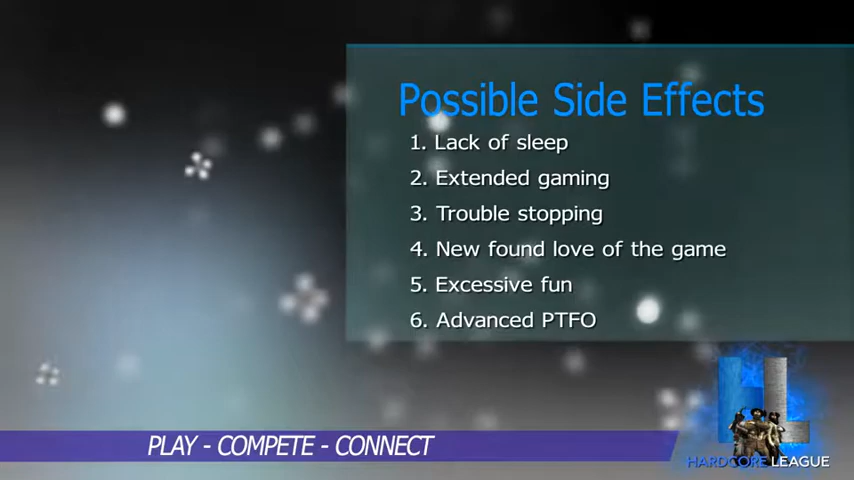 Possible Side Effects
1. Lack of sleep
2. Extended gaming
3. Trouble stopping
4. New found love of the game
5. Excessive fun
6. Advanced PTFO
PLAY - COMPETE - CONNECT
HL
HARDCORE LEAGUE